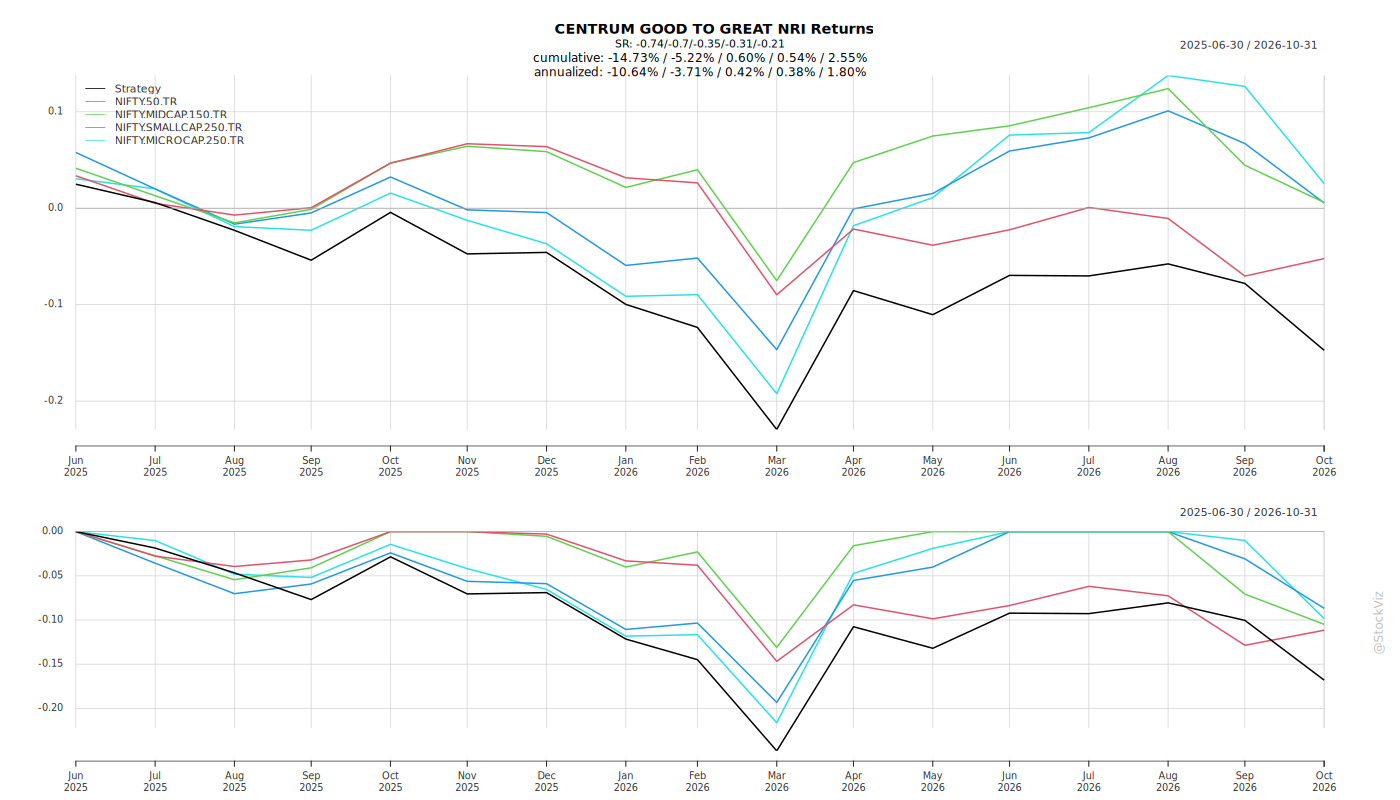 CENTRUM GOOD TO GREAT NRI Returns
SR: -0.74/-0.7/-0.35/-0.31/-0.21
cumulative: -14.73% / -5.22% / 0.60% / 0.54% / 2.55%
annualized: -10.64% / -3.71% / 0.42% / 0.38% / 1.80%
2025-06-30 / 2026-10-31
Strategy
NIFTY.50.TR
NIFTY.MIDCAP.150.TR
NIFTY.SMALLCAP.250.TR
NIFTY.MICROCAP.250.TR
0.1
0.0
-0.1
-0.2
Jun Jul Aug Sep Oct Nov Dec Jan Feb Mar Apr May Jun Jul Aug Sep Oct
2025 2025 2025 2025 2025 2025 2025 2026 2026 2026 2026 2026 2026 2026 2026 2026 2026
2025-06-30 / 2026-10-31
0.00
-0.05
-0.10
-0.15
-0.20
Jun Jul Aug Sep Oct Nov Dec Jan Feb Mar Apr May Jun Jul Aug Sep Oct
2025 2025 2025 2025 2025 2025 2025 2026 2026 2026 2026 2026 2026 2026 2026 2026 2026
@StockViz